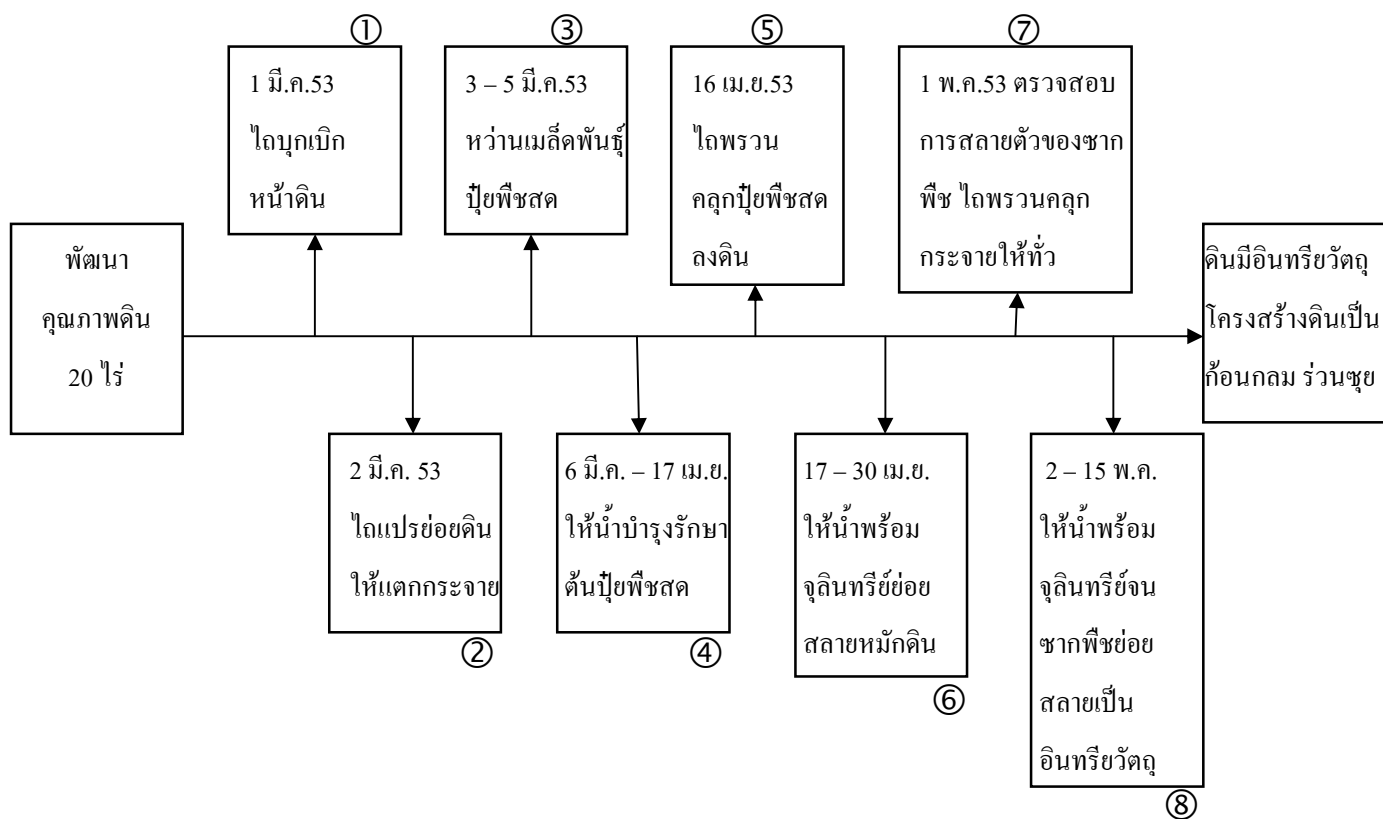 พัฒนา
คุณภาพดิน
20 ไร่
①
1 มี.ค.53
ไถบุกเบิก
หน้าดิน
2 มี.ค. 53
ไถแปรย่อยดิน
ให้แตกกระจาย
②
③
3 – 5 มี.ค.53
หว่านเมล็ดพันธุ์
ปุ๋ยพืชสด
6 มี.ค. – 17 เม.ย.
ให้น้ำบำรุงรักษา
ต้นปุ๋ยพืชสด
④
⑤
16 เม.ย.53
ไถพรวน
คลุกปุ๋ยพืชสด
ลงดิน
17 – 30 เม.ย.
ให้น้ำพร้อม
จุลินทรีย์ย่อย
สลายหมักดิน
⑥
⑦
1 พ.ค.53 ตรวจสอบ
การสลายตัวของซาก
พืช ไถพรวนคลุก
กระจายให้ทั่ว
2 – 15 พ.ค.
ให้น้ำพร้อม
จุลินทรีย์จน
ซากพืชย่อย
สลายเป็น
อินทรียวัตถุ
⑧
ดินมีอินทรียวัตถุ
โครงสร้างดินเป็น
ก้อนกลม ร่วนซุย